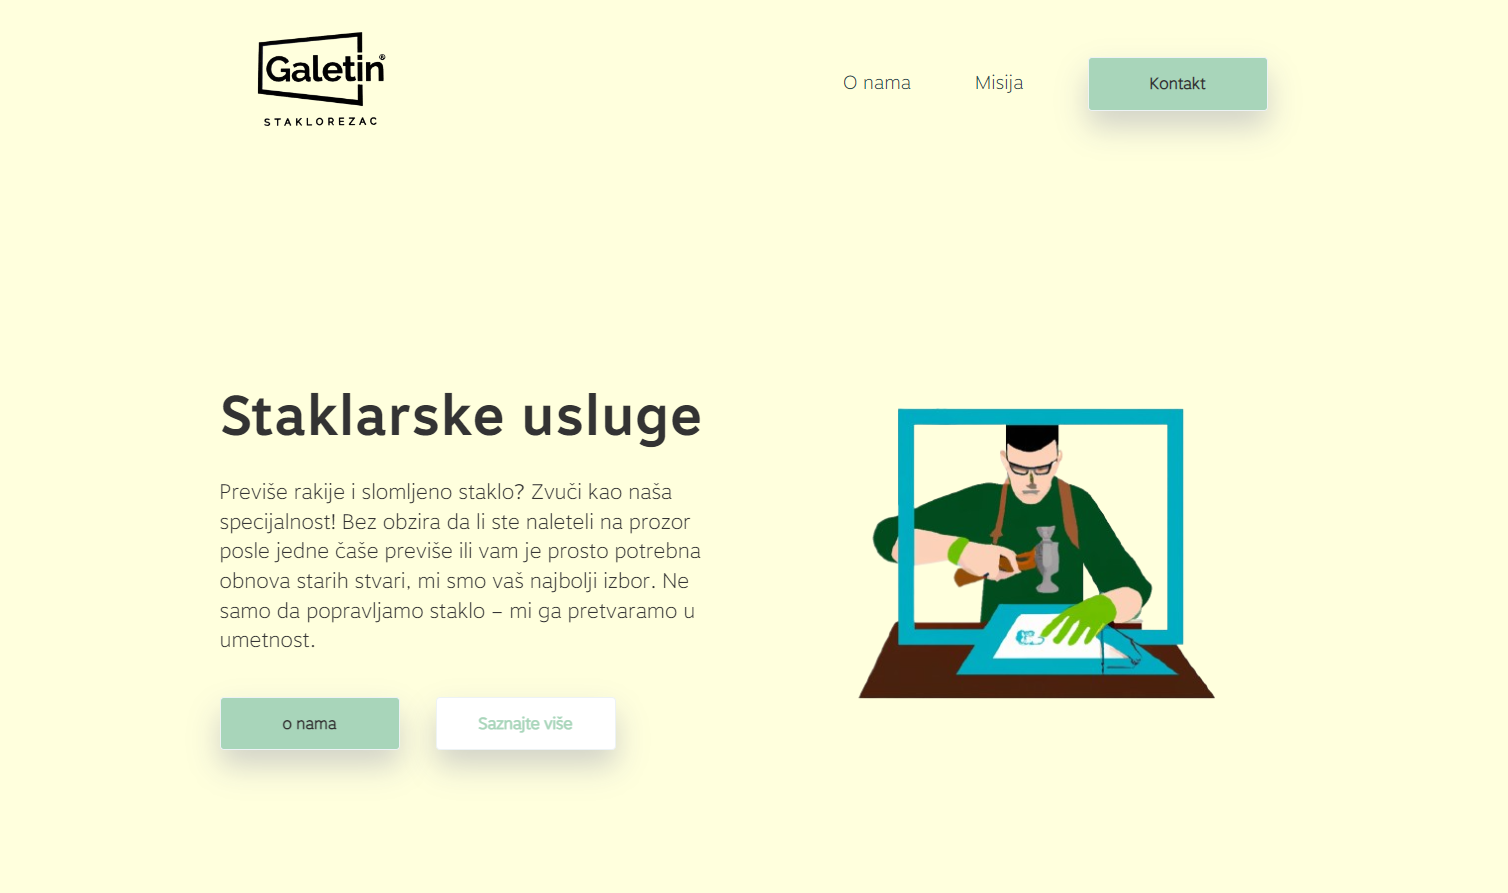 Galetin®
STAKLOREZAC
O nama
Misija
Kontakt
Staklarske usluge
Previše rakije i slomljeno staklo? Zvuči kao naša
specijalnost! Bez obzira da li ste naleteli na prozor
posle jedne čaše previše ili vam je prosto potrebna
obnova starih stvari, mi smo vaš najbolji izbor. Ne
samo da popravljamo staklo – mi ga pretvaramo u
umetnost.
o nama
Saznajte više